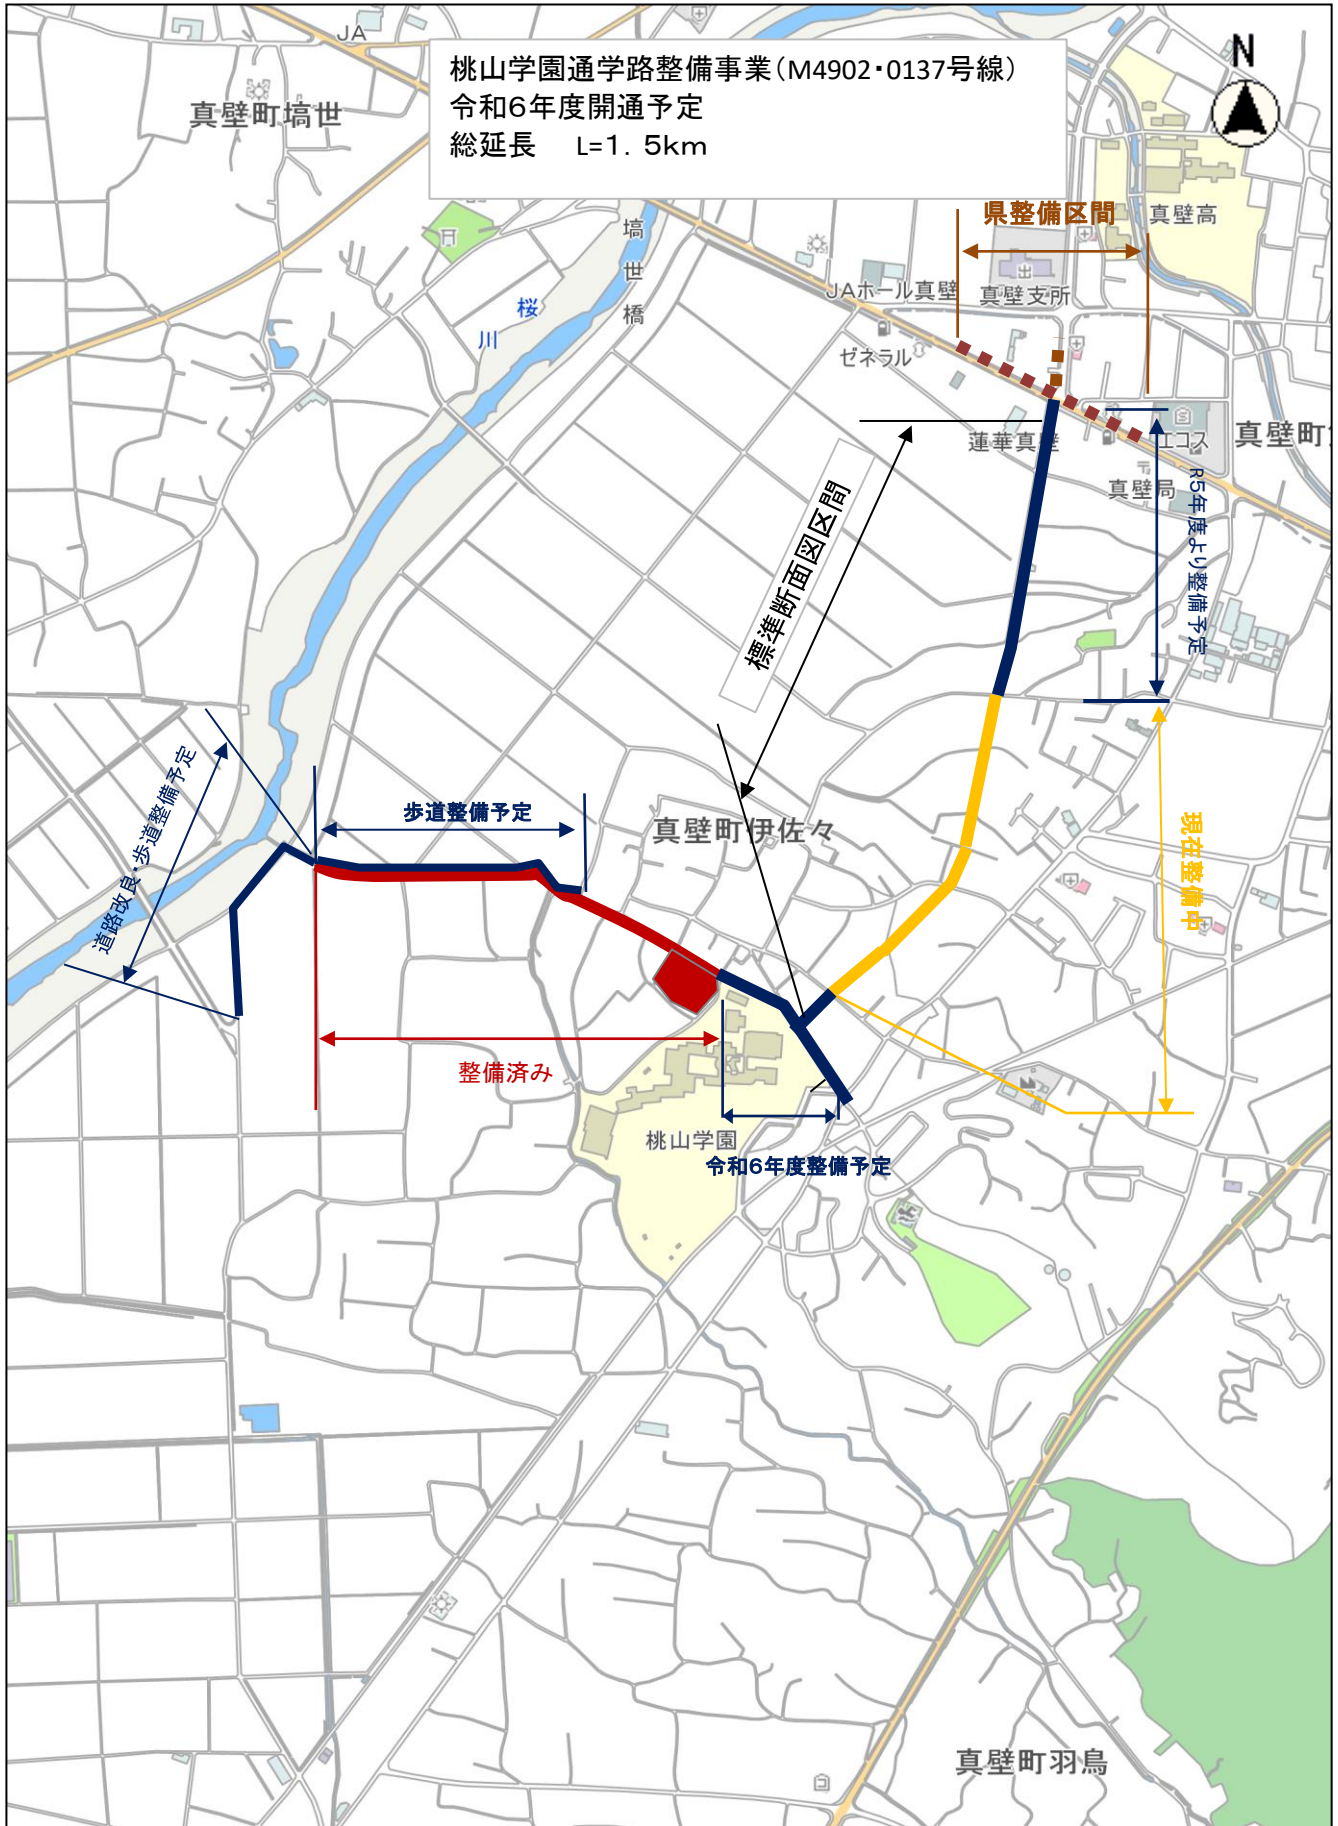 JA
桃山学園通学路整備事業（M4902・0137号線）
令和6年度開通予定
総延長　L=1．5km
N
真壁町塙世
県整備区間
真壁高
塙世橋
桜川
JAホール真壁
真壁支所
ゼネラル
蓮華真壁
エコス
真壁町
真壁局
標準断面図区間
R5年度より整備予定
道路改良・歩道整備予定
歩道整備予定
真壁町伊佐々
現在整備中
整備済み
桃山学園
令和6年度整備予定
真壁町羽鳥